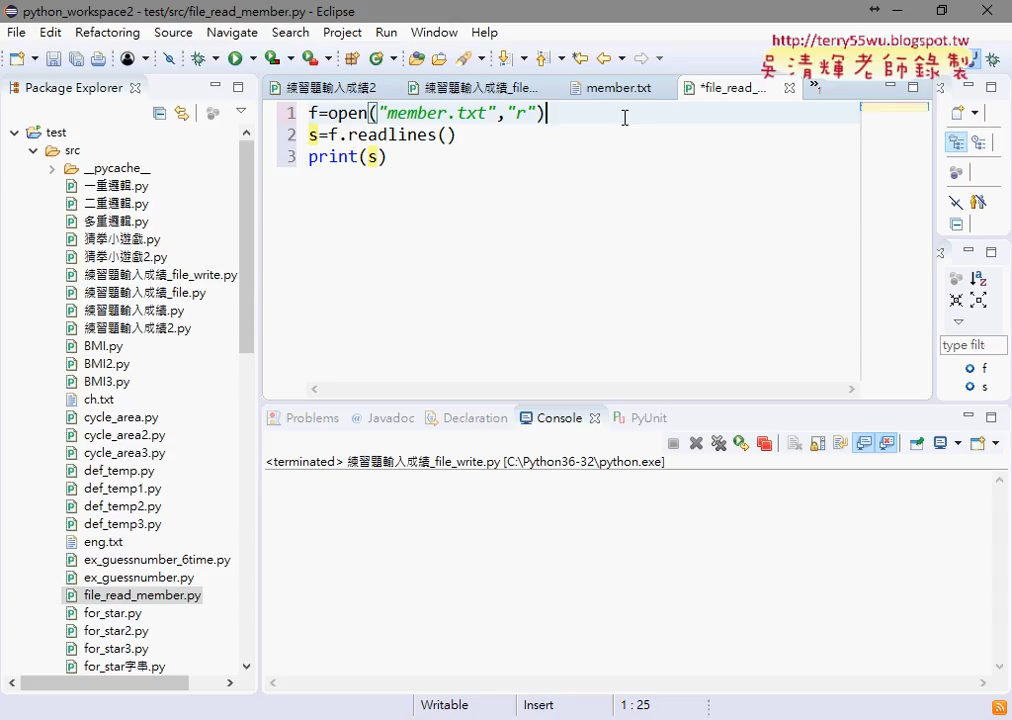 python_workspace2 - test/src/file_read_member.py - Eclipse
File Edit Refactoring Source Navigate Search Project Run Window Help
http://terry55wu.blogspot.tw
吳清輝老師錄製
Package Explorer
練習題輸入成績2
練習題輸入成績_file...
member.txt
*file_read_...
1 f=open("member.txt","r")
2 s=f.readlines()
3 print(s)
test
src
__pycache__
一重邏輯.py
二重邏輯.py
多重邏輯.py
猜拳小遊戲.py
猜拳小遊戲2.py
練習題輸入成績_file_write.py
練習題輸入成績_file.py
練習題輸入成績.py
練習題輸入成績2.py
BMI.py
BMI2.py
BMI3.py
ch.txt
cycle_area.py
cycle_area2.py
cycle_area3.py
def_temp.py
def_temp1.py
def_temp2.py
def_temp3.py
eng.txt
ex_guessnumber_6time.py
ex_guessnumber.py
file_read_member.py
for_star.py
for_star2.py
for_star3.py
for_star字串.py
type filt
f
s
Problems
Javadoc
Declaration
Console
PyUnit
<terminated> 練習題輸入成績_file_write.py [C:\Python36-32\python.exe]
Writable
Insert
1 : 25